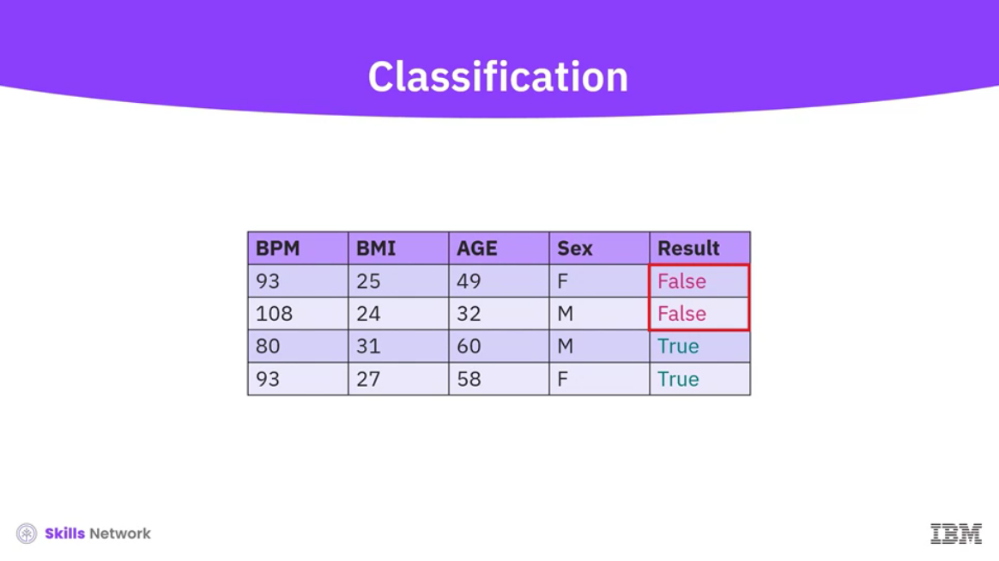 Classification
BPM BMI AGE Sex Result
93 25 49 F False
108 24 32 M False
80 31 60 M True
93 27 58 F True
Skills Network
IBM